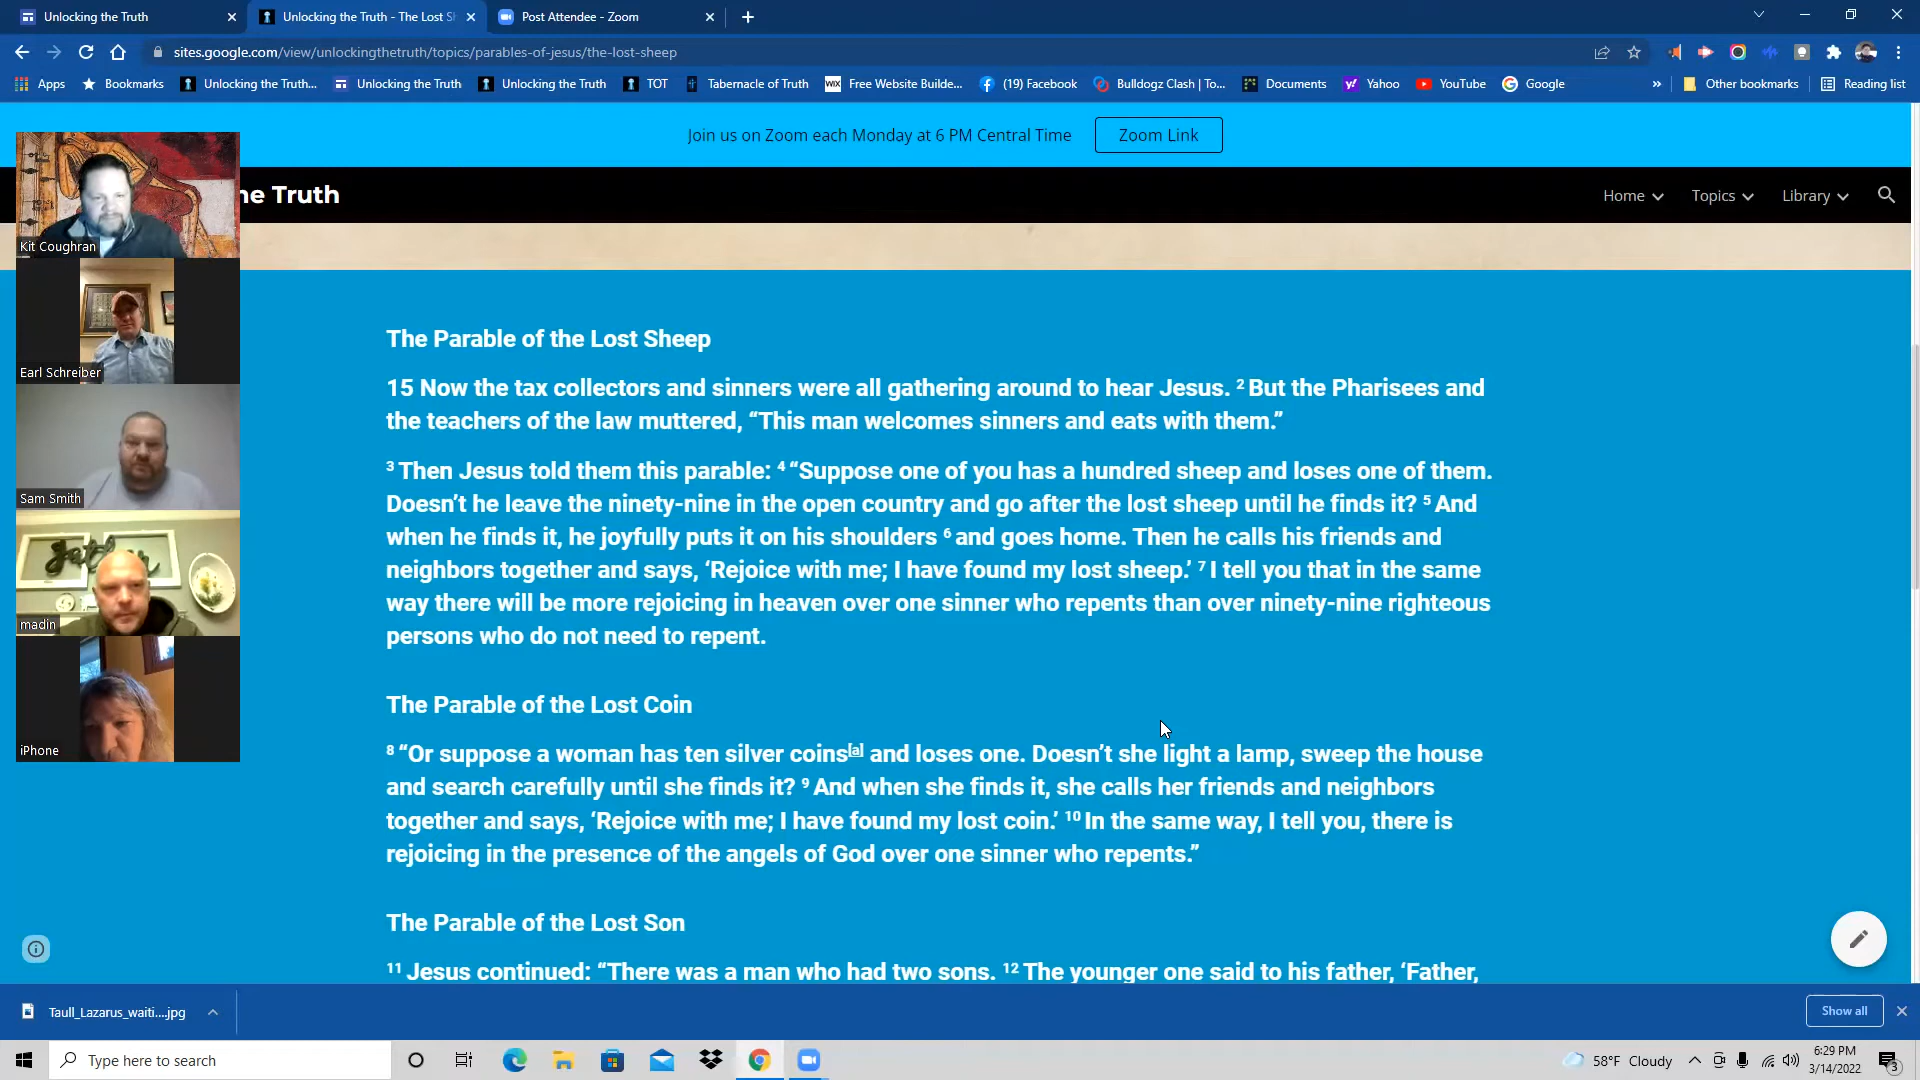 Unlocking the Truth
Unlocking the Truth - The Lost Sh
Post Attendee - Zoom
sites.google.com/view/unlockingthetruth/topics/parables-of-jesus/the-lost-sheep
Apps
Bookmarks
Unlocking the Truth...
Unlocking the Truth
Unlocking the Truth
TOT
Tabernacle of Truth
WIX
Free Website Builde...
(19) Facebook
Bulldogz Clash | To...
Documents
Yahoo
YouTube
Google
»
Other bookmarks
Reading list
Join us on Zoom each Monday at 6 PM Central Time
Zoom Link
he Truth
Home
Topics
Library
Kit Coughran
Earl Schreiber
Sam Smith
gather
madin
iPhone
The Parable of the Lost Sheep
15 Now the tax collectors and sinners were all gathering around to hear Jesus. 2 But the Pharisees and
the teachers of the law muttered, “This man welcomes sinners and eats with them.”
3 Then Jesus told them this parable: 4 “Suppose one of you has a hundred sheep and loses one of them.
Doesn’t he leave the ninety-nine in the open country and go after the lost sheep until he finds it? 5 And
when he finds it, he joyfully puts it on his shoulders 6 and goes home. Then he calls his friends and
neighbors together and says, ‘Rejoice with me; I have found my lost sheep.’ 7 I tell you that in the same
way there will be more rejoicing in heaven over one sinner who repents than over ninety-nine righteous
persons who do not need to repent.
The Parable of the Lost Coin
8 “Or suppose a woman has ten silver coins[a] and loses one. Doesn’t she light a lamp, sweep the house
and search carefully until she finds it? 9 And when she finds it, she calls her friends and neighbors
together and says, ‘Rejoice with me; I have found my lost coin.’ 10 In the same way, I tell you, there is
rejoicing in the presence of the angels of God over one sinner who repents.”
The Parable of the Lost Son
11 Jesus continued: “There was a man who had two sons. 12 The younger one said to his father, ‘Father,
Taull_Lazarus_waiti....jpg
Show all
Type here to search
58°F Cloudy
6:29 PM
3/14/2022
3